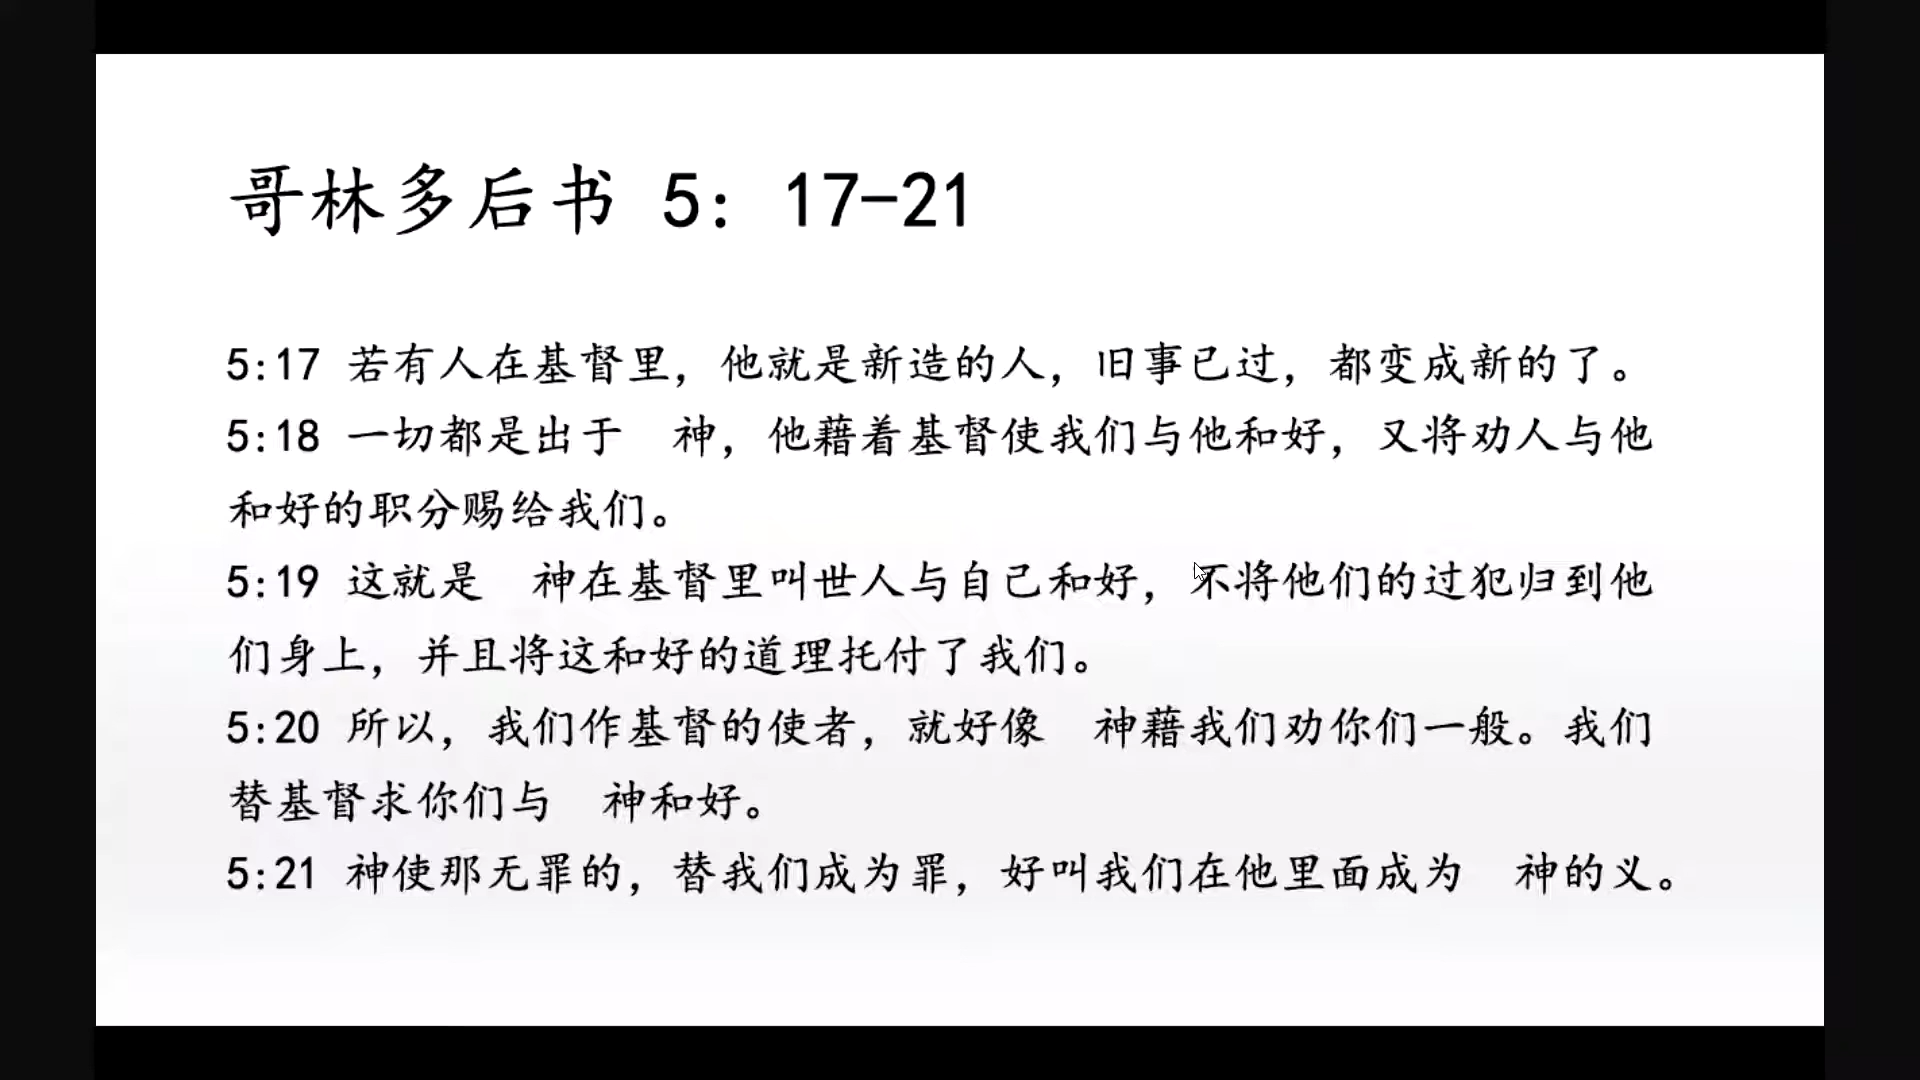 哥林多后书 5：17-21
5:17 若有人在基督里，他就是新造的人，旧事已过，都变成新的了。
5:18 一切都是出于　神，他藉着基督使我们与他和好，又将劝人与他
和好的职分赐给我们。
5:19 这就是　神在基督里叫世人与自己和好，不将他们的过犯归到他
们身上，并且将这和好的道理托付了我们。
5:20 所以，我们作基督的使者，就好像　神藉我们劝你们一般。我们
替基督求你们与　神和好。
5:21 神使那无罪的，替我们成为罪，好叫我们在他里面成为　神的义。